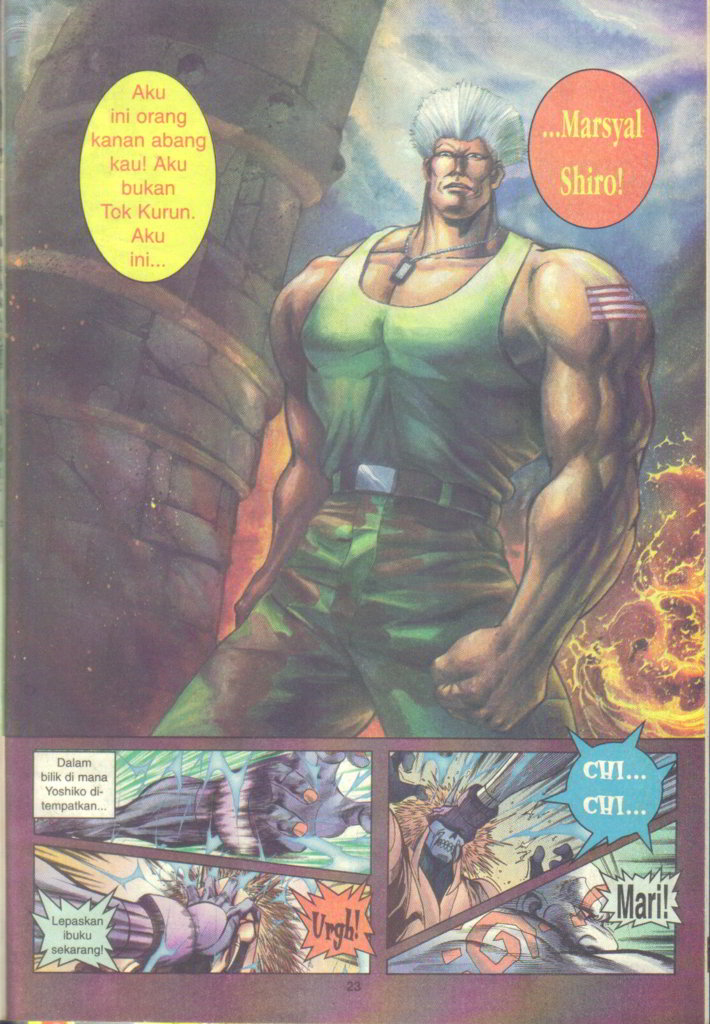 Aku
ini orang
kanan abang
kau! Aku
bukan
Tok Kurun.
Aku
ini...
...Marsyal
Shiro!
Dalam
bilik di mana
Yoshiko di-
tempatkan...
CHI...
CHI...
Lepaskan
ibuku
sekarang!
Urgh!
Mari!
23